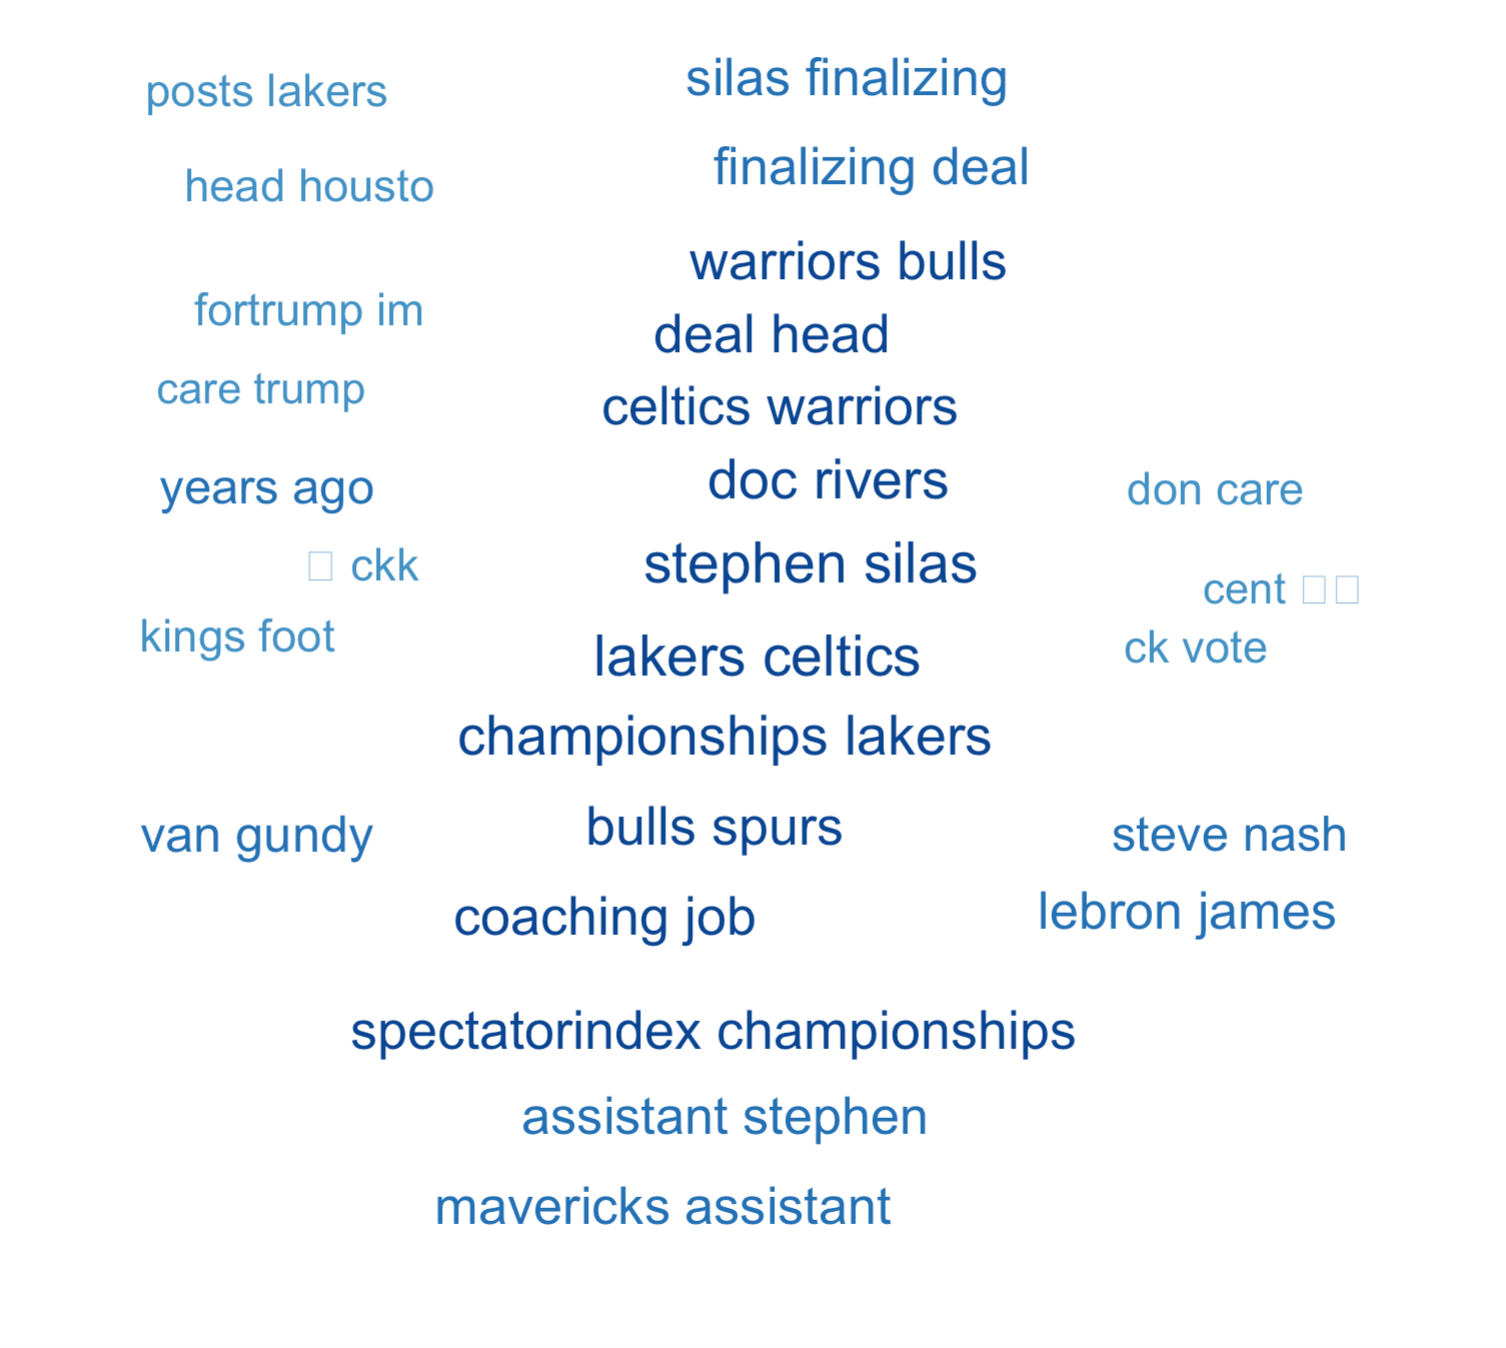 silas finalizing
posts lakers
finalizing deal
head housto
warriors bulls
fortrump im
deal head
care trump
celtics warriors
doc rivers
years ago
don care
stephen silas
□ ckk
cent □□
kings foot
ck vote
lakers celtics
championships lakers
bulls spurs
van gundy
steve nash
lebron james
coaching job
spectatorindex championships
assistant stephen
mavericks assistant